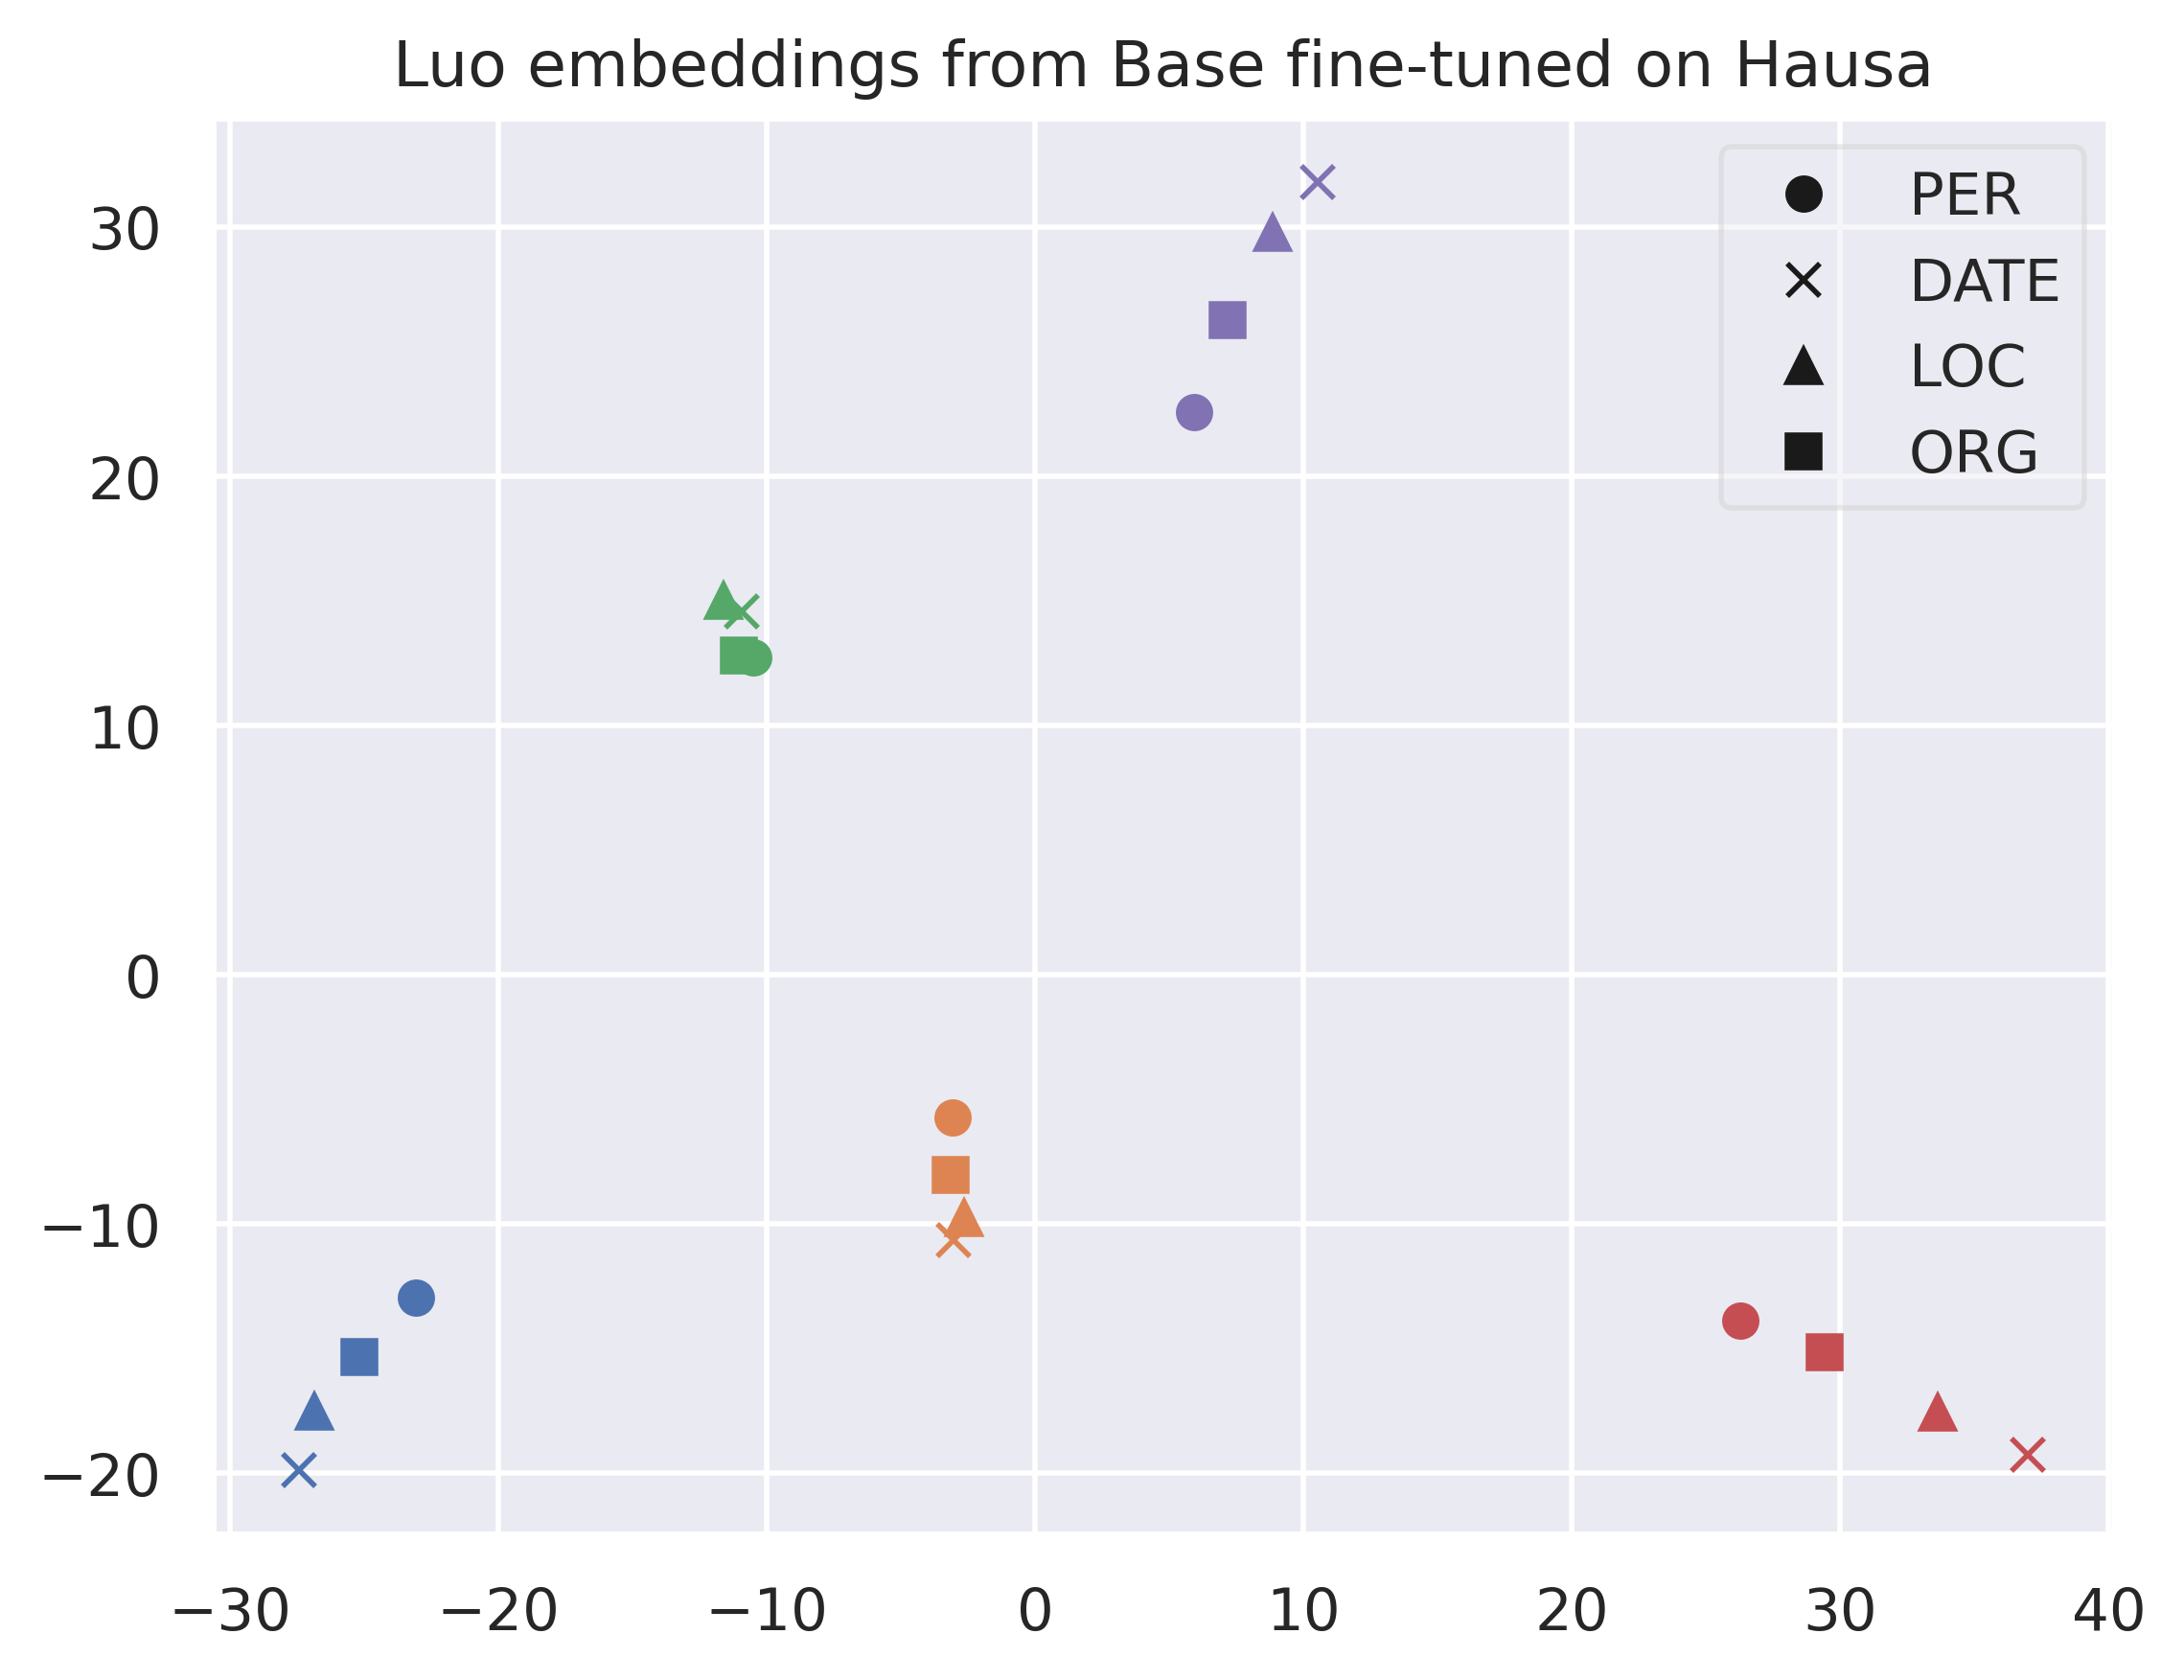 Luo embeddings from Base fine-tuned on Hausa
PER
DATE
LOC
ORG
30
20
10
0
−10
−20
−30 −20 −10 0 10 20 30 40